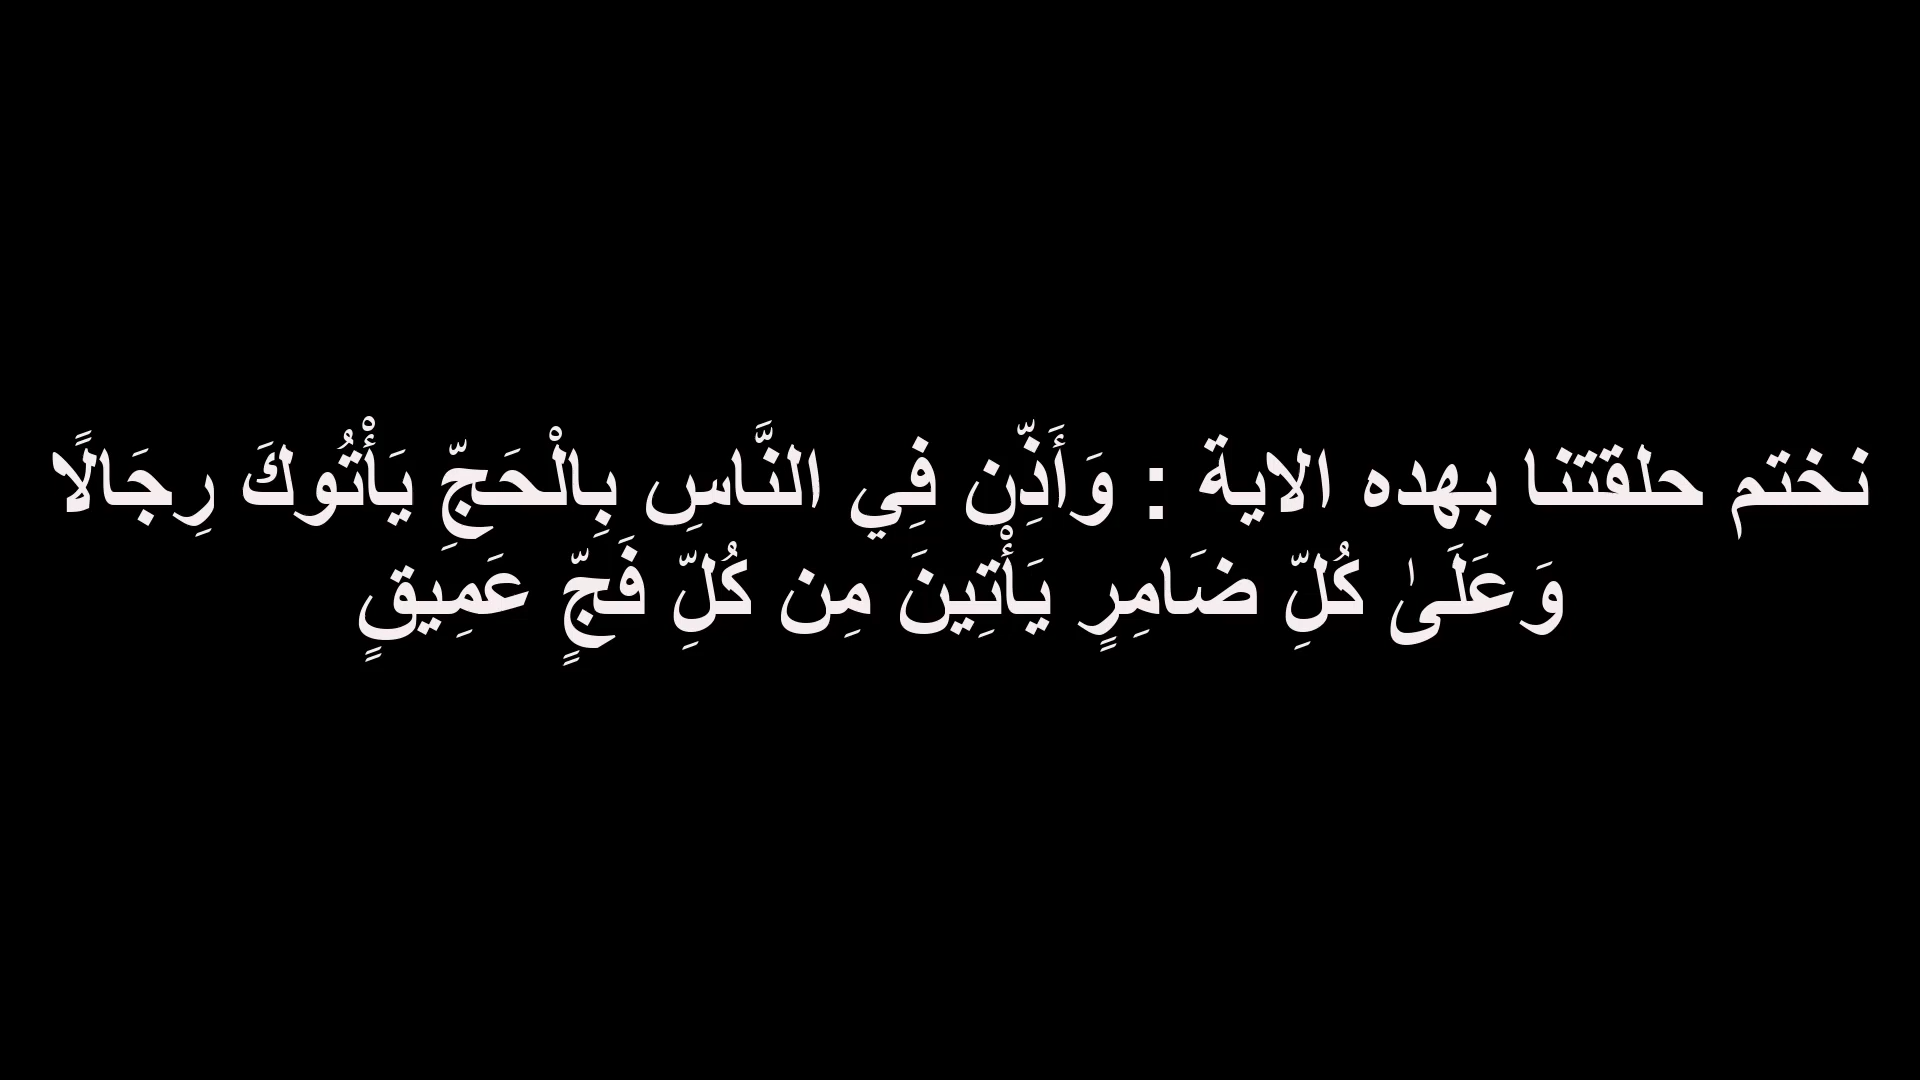 نختم حلقتنا بهده الاية : وَأَذِّن فِي النَّاسِ بِالْحَجِّ يَأْتُوكَ رِجَالًا
وَعَلَىٰ كُلِّ ضَامِرٍ يَأْتِينَ مِن كُلِّ فَجٍّ عَمِيقٍ